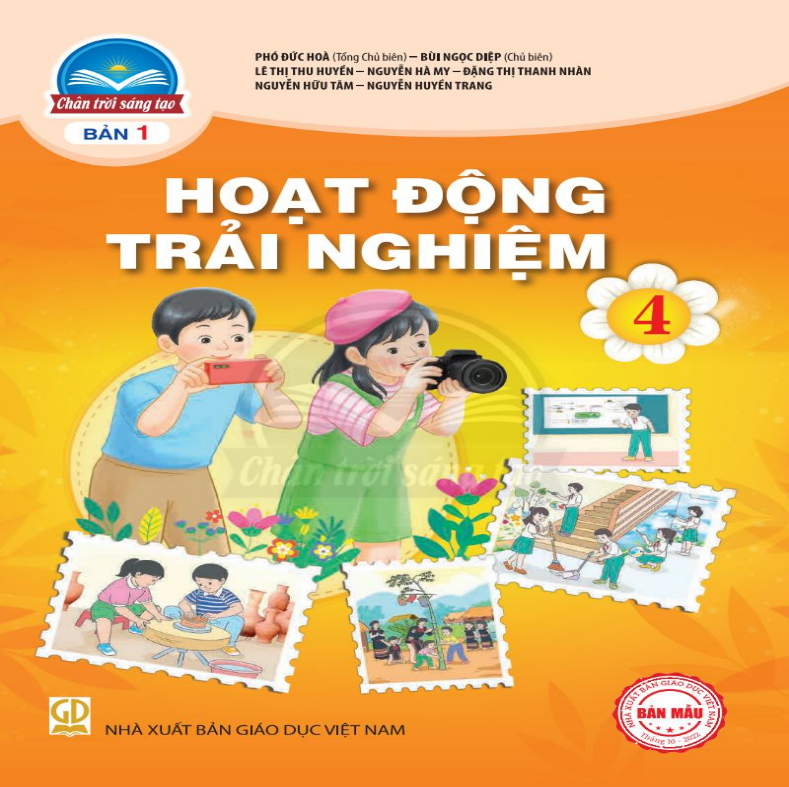 PHÓ ĐỨC HOÀ (Tổng Chủ biên) – BÙI NGỌC DIỆP (Chủ biên)
LÊ THỊ THU HUYỀN – NGUYỄN HÀ MY – ĐẶNG THỊ THANH NHÀN
NGUYỄN HỮU TÂM – NGUYỄN HUYỀN TRANG
Chân trời sáng tạo
BẢN 1
HOẠT ĐỘNG
TRẢI NGHIỆM
4
Chân trời sáng tạo
GD
NHÀ XUẤT BẢN GIÁO DỤC VIỆT NAM
NHÀ XUẤT BẢN GIÁO DỤC VIỆT NAM
BẢN MẪU
Tháng 10 - 2022